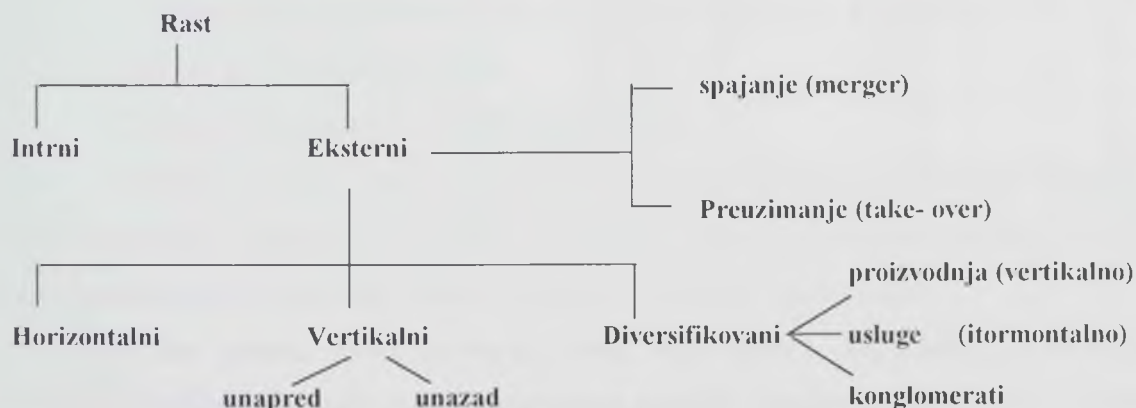 Rast
spajanje (merger)
Intrni Eksterni
Preuzimanje (take- over)
proizvodnja (vertikalno)
Horizontalni Vertikalni Diversifikovani usluge (itormontalno)
unapred unazad konglomerati